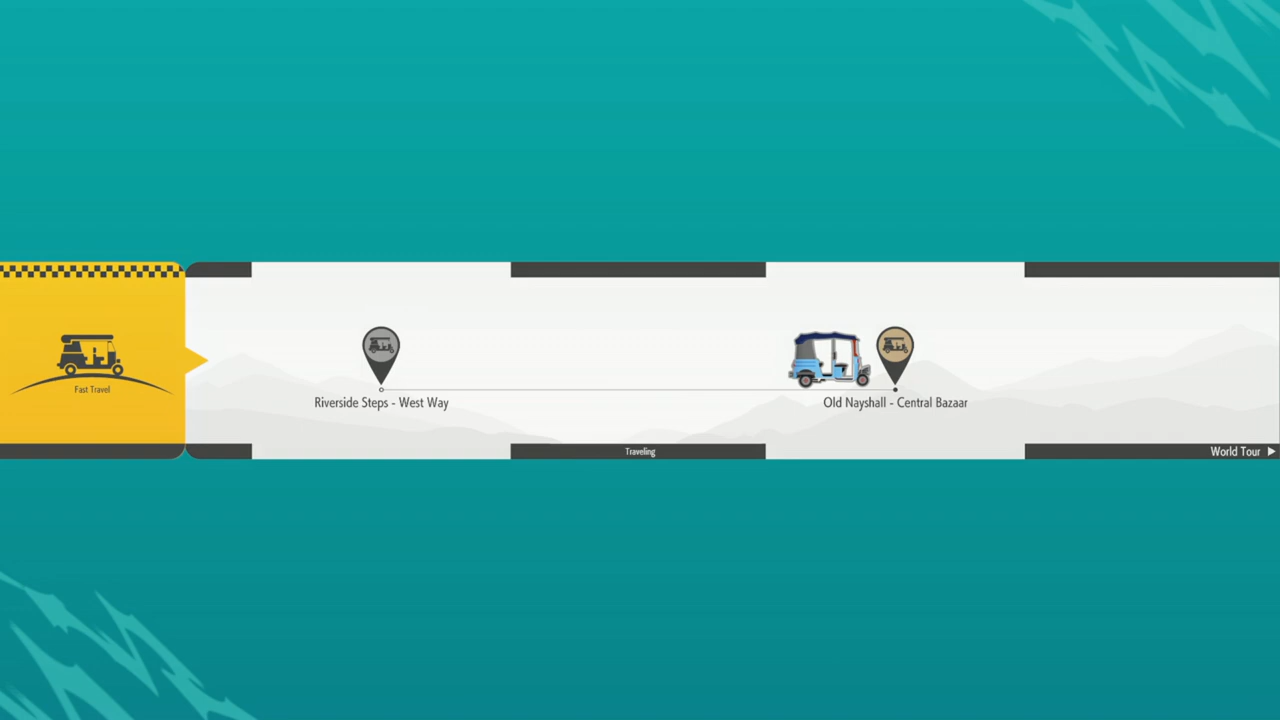 Fast Travel
Riverside Steps - West Way
Old Nayshall - Central Bazaar
Traveling
World Tour